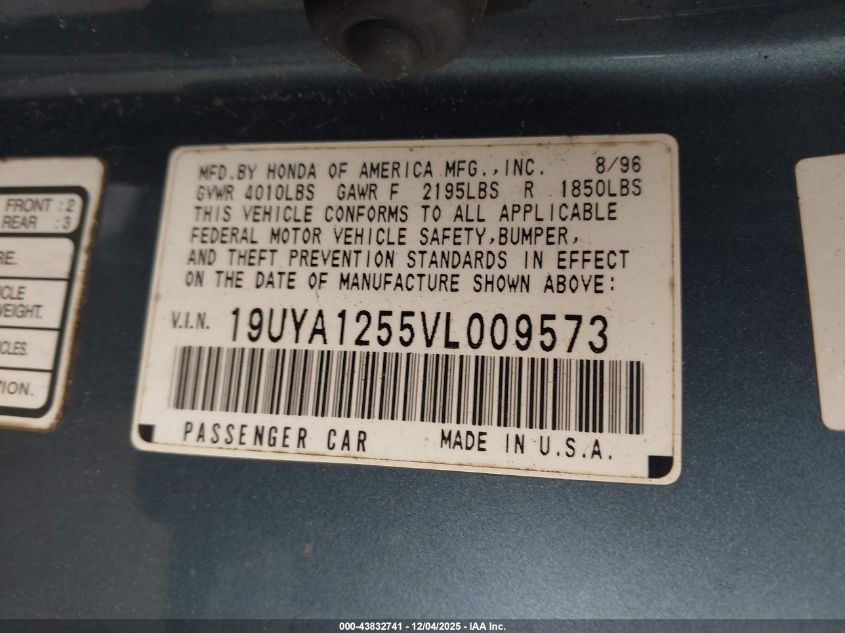 FRONT : 2
REAR : 3
RE.
ICLE
WEIGHT.
ICLES.
TION.
MFD.BY HONDA OF AMERICA MFG.,INC. 8/96
GVWR 4010LBS GAWR F 2195LBS R 1850LBS
THIS VEHICLE CONFORMS TO ALL APPLICABLE
FEDERAL MOTOR VEHICLE SAFETY,BUMPER,
AND THEFT PREVENTION STANDARDS IN EFFECT
ON THE DATE OF MANUFACTURE SHOWN ABOVE:
V.I.N. 19UYA1255VL009573
PASSENGER CAR MADE IN U.S.A.
000-43832741 - 12/04/2025 - IAA Inc.